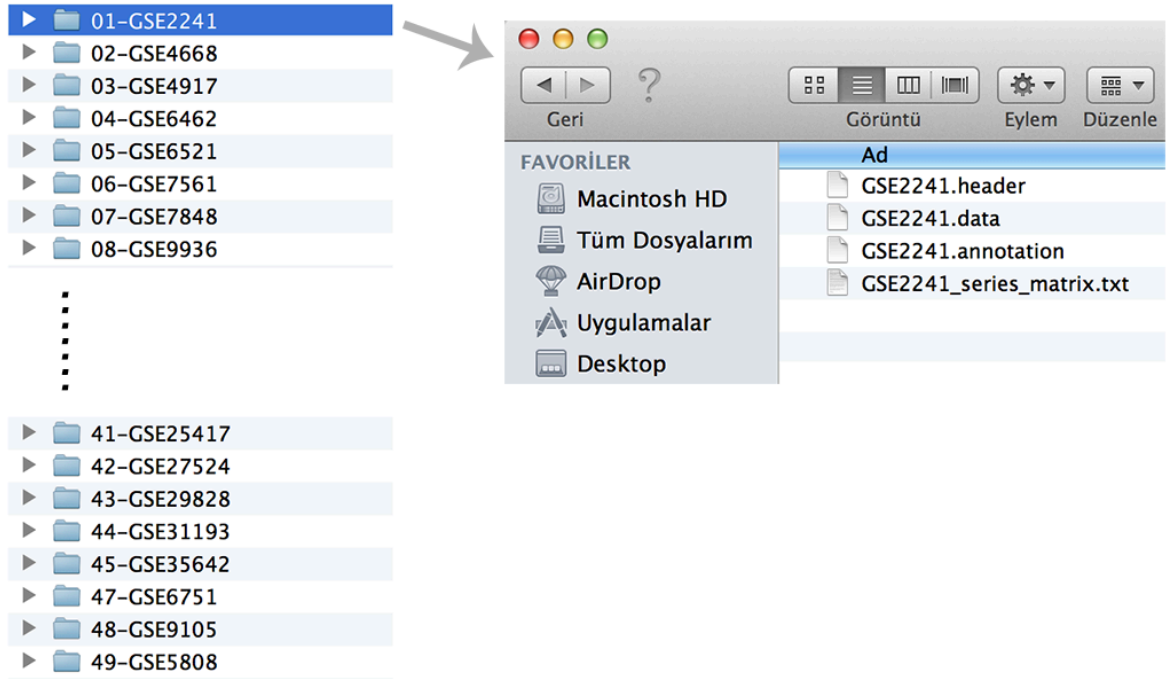 01-GSE2241
02-GSE4668
03-GSE4917
04-GSE6462
05-GSE6521
06-GSE7561
07-GSE7848
08-GSE9936
41-GSE25417
42-GSE27524
43-GSE29828
44-GSE31193
45-GSE35642
47-GSE6751
48-GSE9105
49-GSE5808
?
Geri
Görüntü
Eylem
Düzenle
FAVORİLER
Macintosh HD
Tüm Dosyalarım
AirDrop
Uygulamalar
Desktop
Ad
GSE2241.header
GSE2241.data
GSE2241.annotation
GSE2241_series_matrix.txt